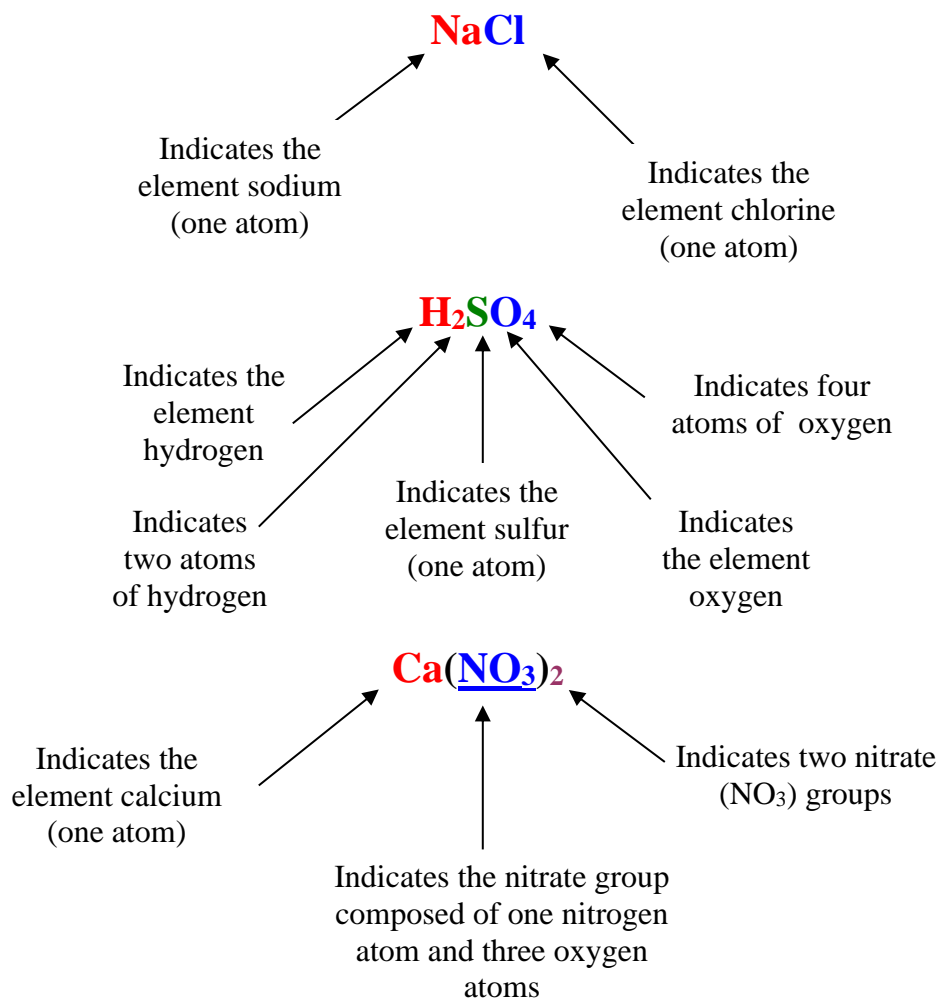 NaCl
Indicates the
element sodium
(one atom)
Indicates the
element chlorine
(one atom)
H₂SO₄
Indicates the
element
hydrogen
Indicates four
atoms of oxygen
Indicates
two atoms
of hydrogen
Indicates the
element sulfur
(one atom)
Indicates
the element
oxygen
Ca(NO₃)₂
Indicates the
element calcium
(one atom)
Indicates two nitrate
(NO₃) groups
Indicates the nitrate group
composed of one nitrogen
atom and three oxygen
atoms